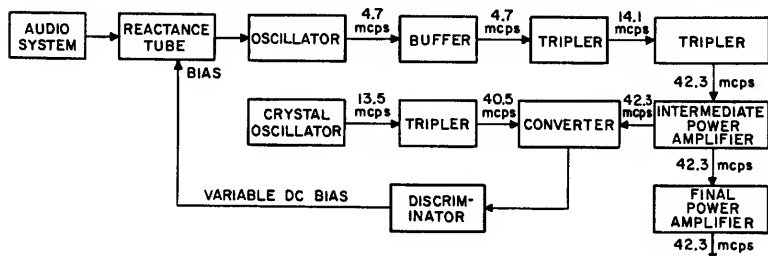 4.7
mcps
4.7
mcps
14.1
mcps
AUDIO
SYSTEM
REACTANCE
TUBE
OSCILLATOR
BUFFER
TRIPLER
TRIPLER
BIAS
42.3 mcps
CRYSTAL
OSCILLATOR
13.5
mcps
TRIPLER
40.5
mcps
CONVERTER
42.3
mcps
INTERMEDIATE
POWER
AMPLIFIER
42.3 mcps
VARIABLE DC BIAS
DISCRIM-
INATOR
FINAL
POWER
AMPLIFIER
42.3 mcps